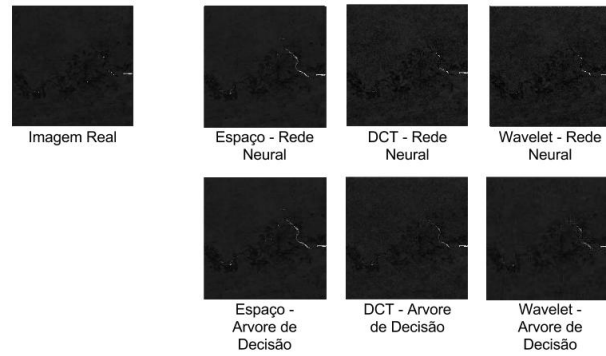 Imagem Real
Espaço - Rede
Neural
DCT - Rede
Neural
Wavelet - Rede
Neural
Espaço -
Arvore de
Decisão
DCT - Arvore
de Decisão
Wavelet -
Arvore de
Decisão